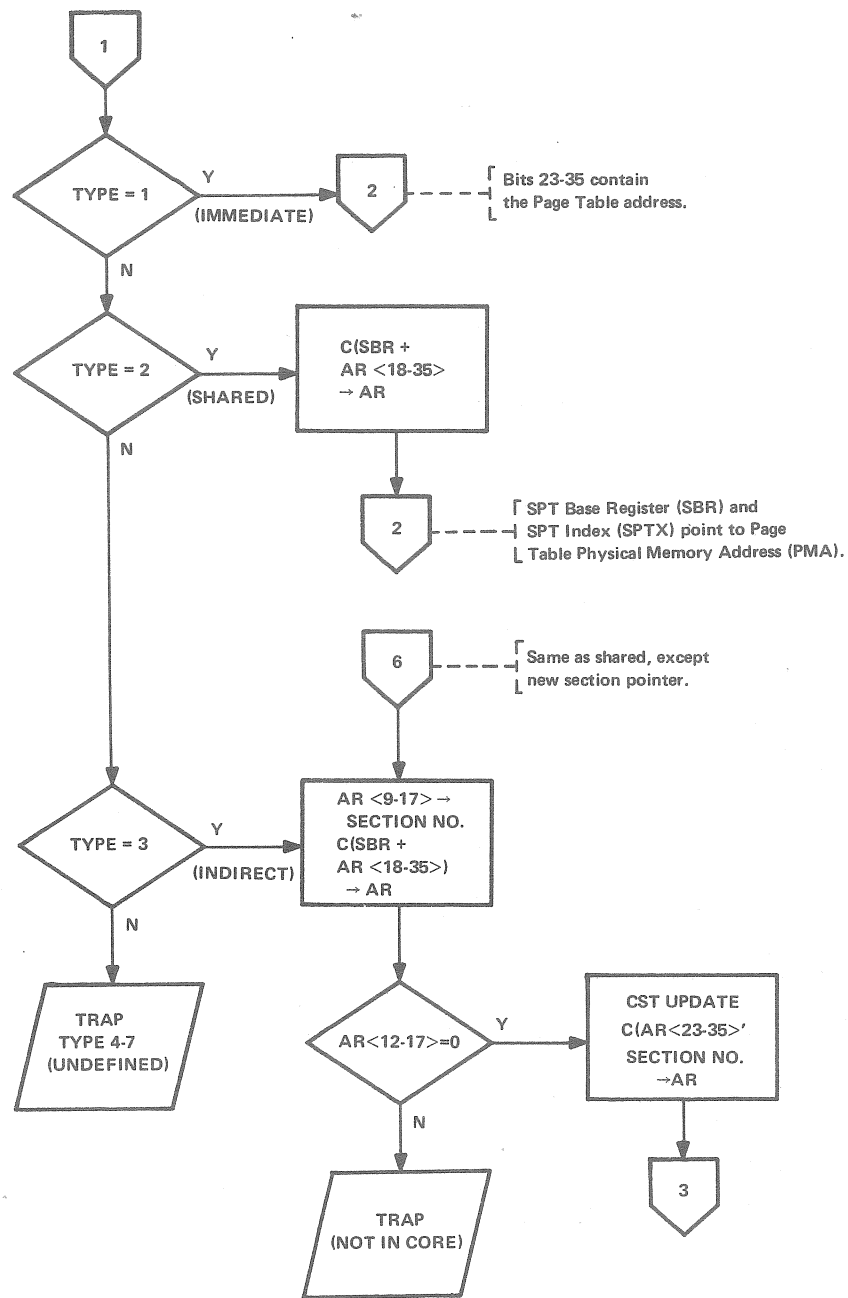 1
TYPE = 1
Y
(IMMEDIATE)
2
Bits 23-35 contain
the Page Table address.
N
TYPE = 2
Y
(SHARED)
C(SBR +
AR <18-35>
→ AR
N
2
SPT Base Register (SBR) and
SPT Index (SPTX) point to Page
Table Physical Memory Address (PMA).
6
Same as shared, except
new section pointer.
TYPE = 3
Y
(INDIRECT)
AR <9-17> →
SECTION NO.
C(SBR +
AR <18-35>)
→ AR
N
TRAP
TYPE 4-7
(UNDEFINED)
AR<12-17>=0
Y
CST UPDATE
C(AR<23-35>'
SECTION NO.
→AR
N
TRAP
(NOT IN CORE)
3